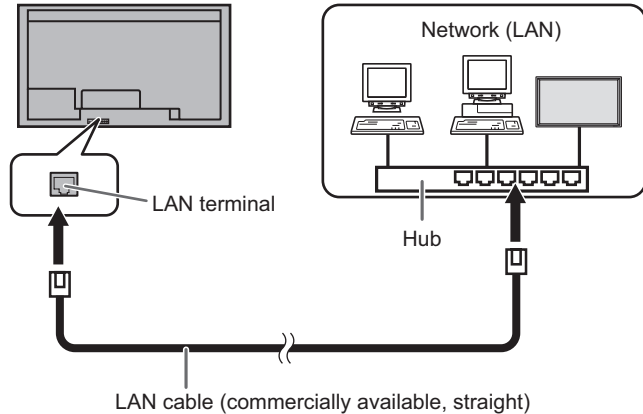 Network (LAN)
LAN terminal
Hub
LAN cable (commercially available, straight)